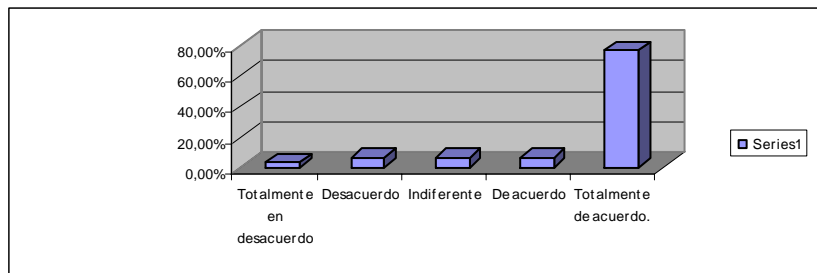 80,00%
60,00%
40,00%
20,00%
0,00%
Totalmente en desacuerdo
Desacuerdo
Indiferente
De acuerdo
Totalmente de acuerdo.
Series1